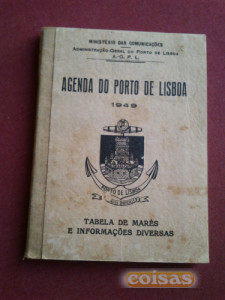 MINISTÉRIO DAS COMUNICAÇÕES
ADMINISTRAÇÃO-GERAL DO PORTO DE LISBOA
A. G. P. L.
AGENDA DO PORTO DE LISBOA
1949
PORTO DE LISBOA
TABELA DE MARÉS
E INFORMAÇÕES DIVERSAS
coisas